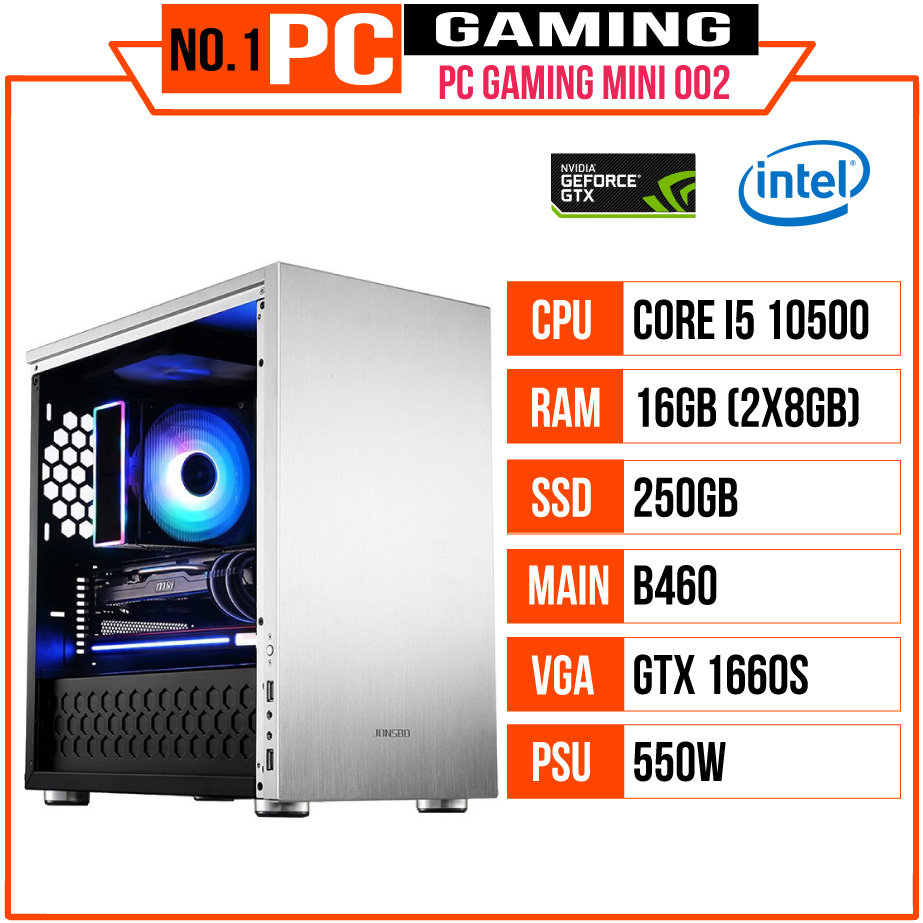 NO.1 PC GAMING
PC GAMING MINI 002
NVIDIA
GEFORCE®
GTX
intel®
CPU CORE I5 10500
RAM 16GB (2X8GB)
SSD 250GB
MAIN B460
VGA GTX 1660S
PSU 550W
msi
JONSBO